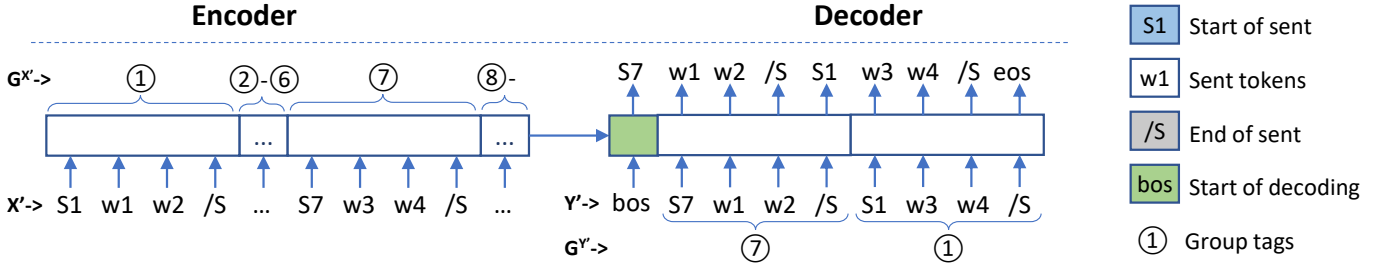 Encoder
Decoder
G^X'-> ① ②-⑥ ⑦ ⑧-
... ...
X'-> S1 w1 w2 /S ... S7 w3 w4 /S ...
S7 w1 w2 /S S1 w3 w4 /S eos
Y'-> bos S7 w1 w2 /S S1 w3 w4 /S
G^Y'-> ⑦ ①
S1 Start of sent
w1 Sent tokens
/S End of sent
bos Start of decoding
① Group tags